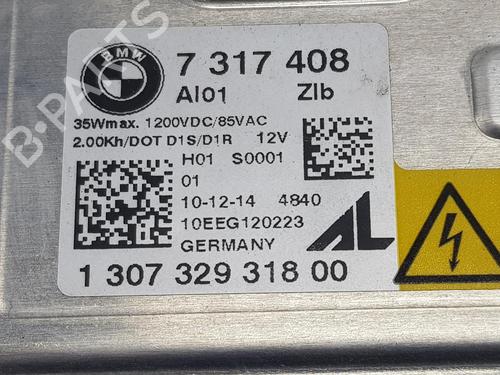 BMW
7 317 408
AI01 ZIb
35Wmax. 1200VDC/85VAC
2.00Kh/DOT D1S/D1R 12V
H01 S0001
01
10-12-14 4840
10EEG120223
GERMANY
AL
1 307 329 318 00
B-PARTS